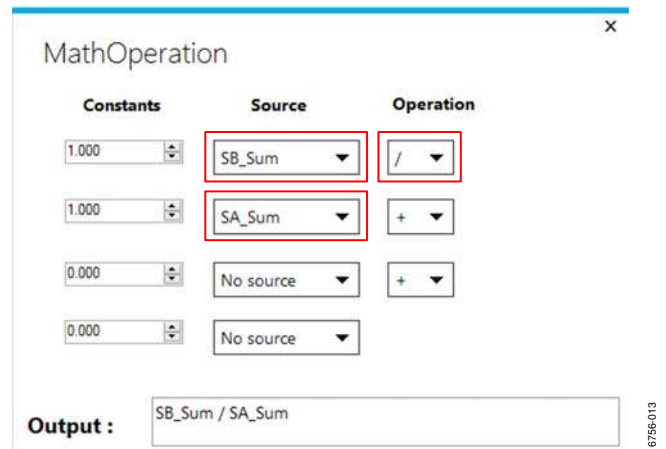 ×
MathOperation
Constants Source Operation
1.000 SB_Sum /
1.000 SA_Sum +
0.000 No source +
0.000 No source
Output : SB_Sum / SA_Sum
6756-013